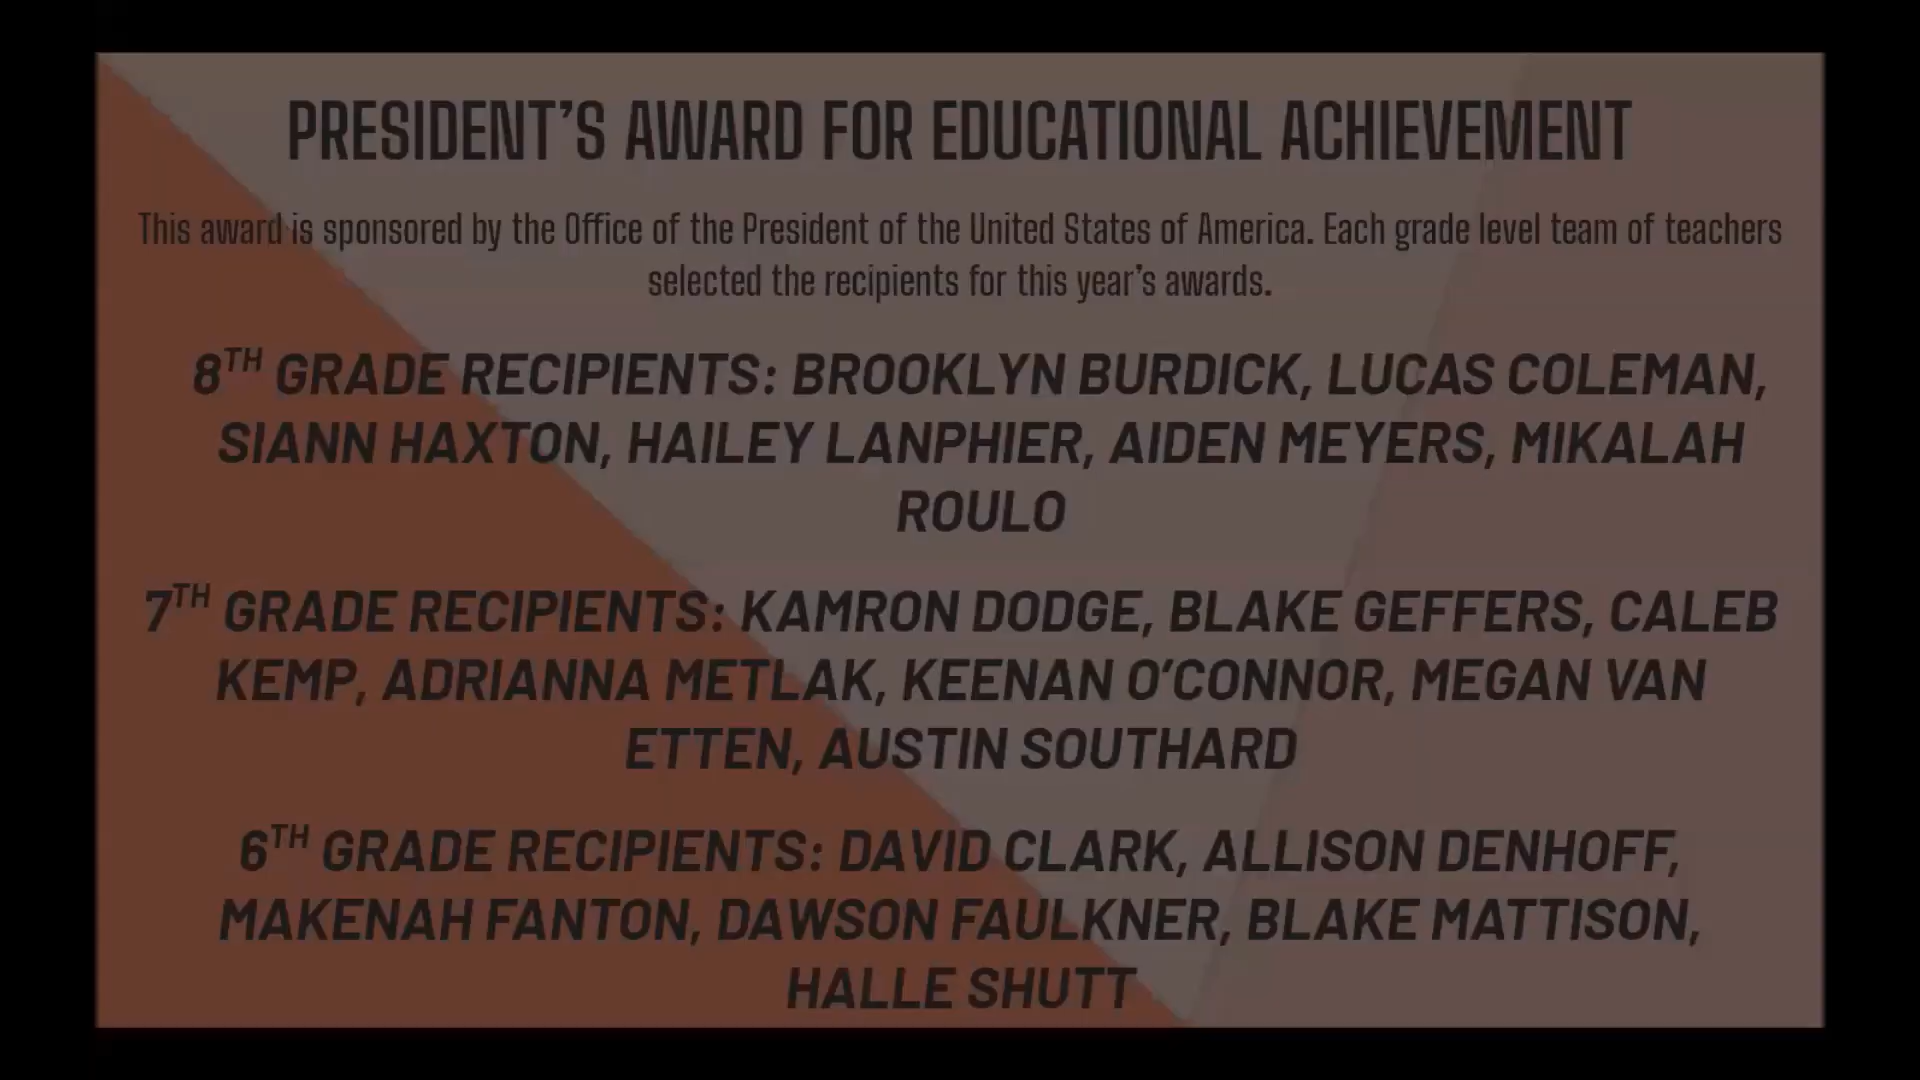 PRESIDENT’S AWARD FOR EDUCATIONAL ACHIEVEMENT
This award is sponsored by the Office of the President of the United States of America. Each grade level team of teachers
selected the recipients for this year’s awards.
8TH GRADE RECIPIENTS: BROOKLYN BURDICK, LUCAS COLEMAN,
SIANN HAXTON, HAILEY LANPHIER, AIDEN MEYERS, MIKALAH
ROULO
7TH GRADE RECIPIENTS: KAMRON DODGE, BLAKE GEFFERS, CALEB
KEMP, ADRIANNA METLAK, KEENAN O’CONNOR, MEGAN VAN
ETTEN, AUSTIN SOUTHARD
6TH GRADE RECIPIENTS: DAVID CLARK, ALLISON DENHOFF,
MAKENAH FANTON, DAWSON FAULKNER, BLAKE MATTISON,
HALLE SHUTT